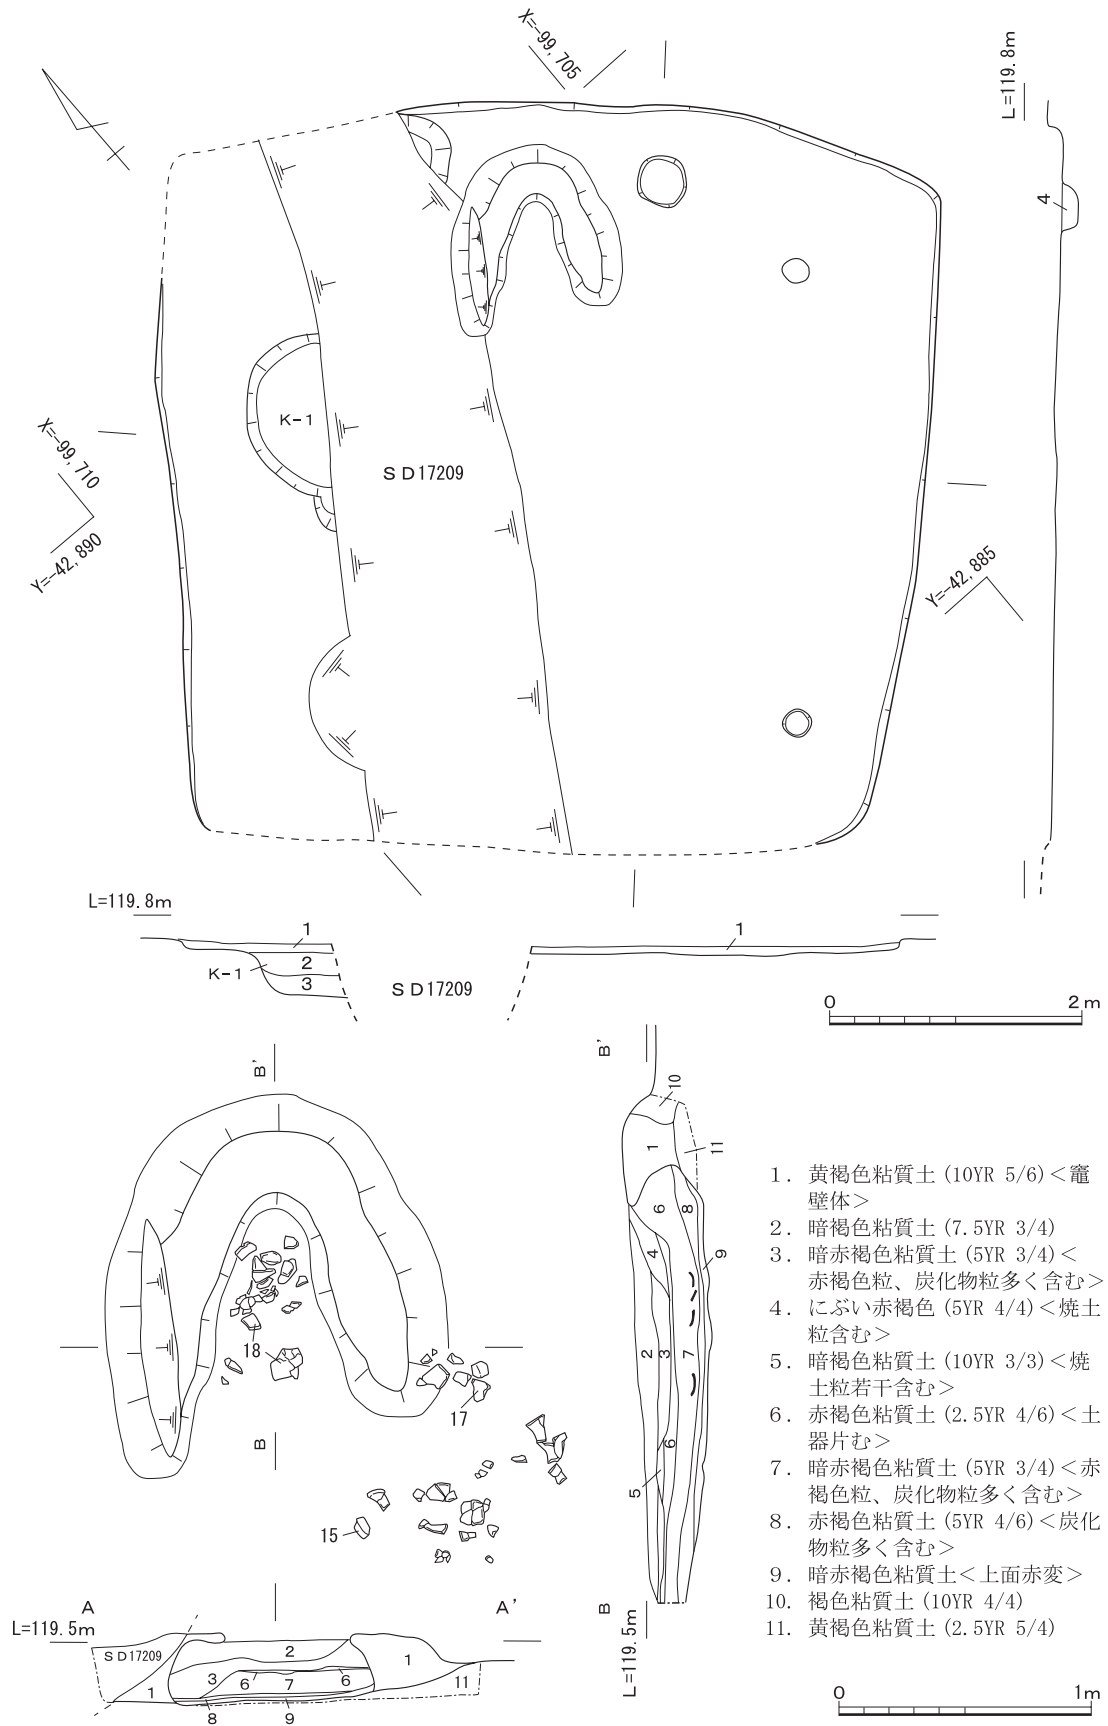 X=-99,705
L=119.8m
4
K-1
SD17209
X=-99,710
Y=-42,890
Y=-42,885
L=119.8m
1
1
K-1
2
3
SD17209
0 2m
B'
B'
10
1
11
6
8
4
9
2
3
7
6
5
18
17
B
15
B
L=119.5m
A
A'
L=119.5m
SD17209
2
1
3
6
7
6
1
11
8
9
1. 黄褐色粘質土(10YR 5/6)<竈
壁体>
2. 暗褐色粘質土(7.5YR 3/4)
3. 暗赤褐色粘質土(5YR 3/4)<
赤褐色粒、炭化物粒多く含む>
4. にぶい赤褐色(5YR 4/4)<焼土
粒含む>
5. 暗褐色粘質土(10YR 3/3)<焼
土粒若干含む>
6. 赤褐色粘質土(2.5YR 4/6)<土
器片む>
7. 暗赤褐色粘質土(5YR 3/4)<赤
褐色粒、炭化物粒多く含む>
8. 赤褐色粘質土(5YR 4/6)<炭化
物粒多く含む>
9. 暗赤褐色粘質土<上面赤変>
10. 褐色粘質土(10YR 4/4)
11. 黄褐色粘質土(2.5YR 5/4)
0 1m